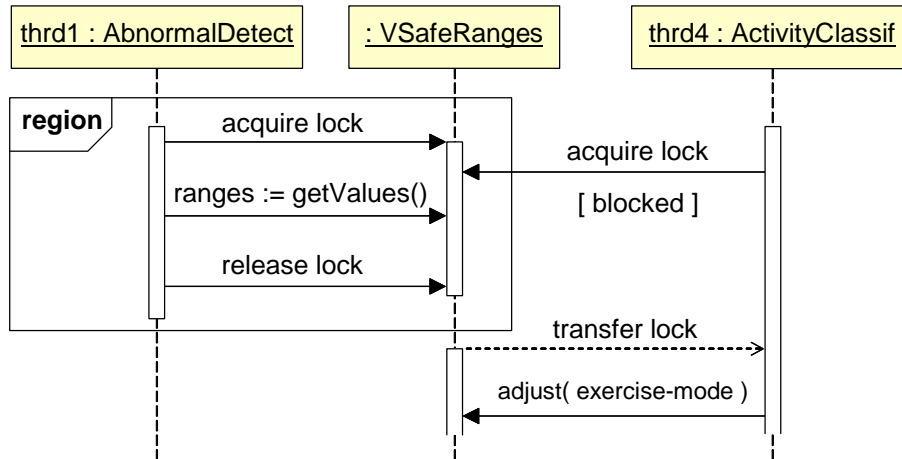 thrd1 : AbnormalDetect
: VSafeRanges
thrd4 : ActivityClassif
region
acquire lock
acquire lock
ranges := getValues()
[ blocked ]
release lock
transfer lock
adjust( exercise-mode )